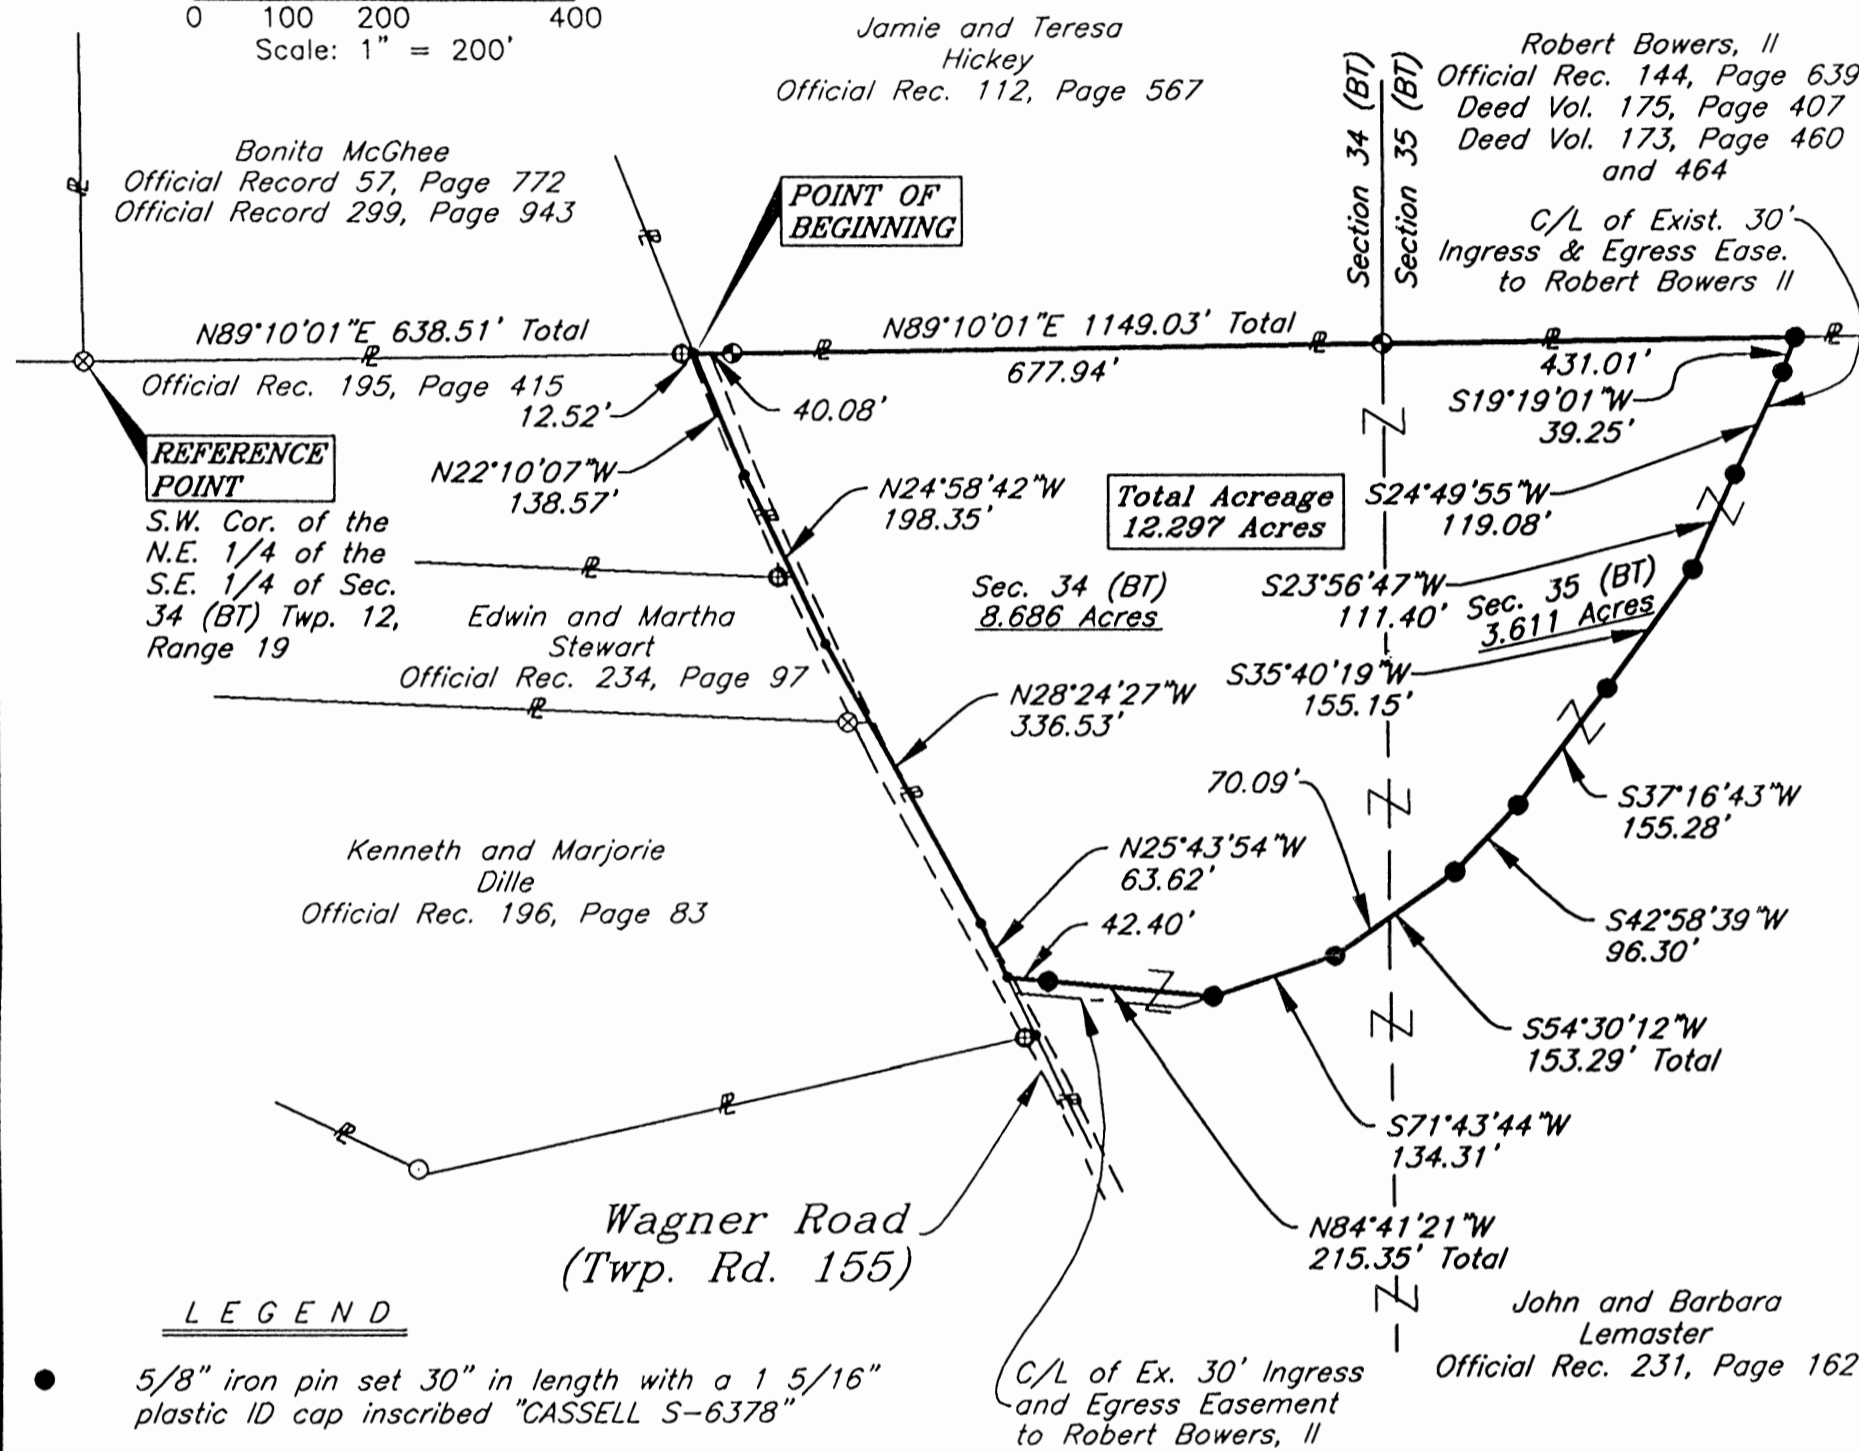 0 100 200 400
Scale: 1" = 200'
Jamie and Teresa
Hickey
Official Rec. 112, Page 567
Section 34 (BT)
Section 35 (BT)
Robert Bowers, II
Official Rec. 144, Page 639
Deed Vol. 175, Page 407
Deed Vol. 173, Page 460
and 464
Bonita McGhee
Official Record 57, Page 772
Official Record 299, Page 943
POINT OF
BEGINNING
C/L of Exist. 30'
Ingress & Egress Ease.
to Robert Bowers II
N89°10'01"E 638.51' Total
N89°10'01"E 1149.03' Total
677.94'
431.01'
Official Rec. 195, Page 415
12.52'
40.08'
S19°19'01"W
39.25'
REFERENCE
POINT
S.W. Cor. of the
N.E. 1/4 of the
S.E. 1/4 of Sec.
34 (BT) Twp. 12,
Range 19
N22°10'07"W
138.57'
N24°58'42"W
198.35'
Total Acreage
12.297 Acres
S24°49'55"W
119.08'
Sec. 34 (BT)
8.686 Acres
S23°56'47"W
111.40'
Sec. 35 (BT)
3.611 Acres
Edwin and Martha
Stewart
Official Rec. 234, Page 97
S35°40'19"W
155.15'
N28°24'27"W
336.53'
70.09'
S37°16'43"W
155.28'
Kenneth and Marjorie
Dille
Official Rec. 196, Page 83
N25°43'54"W
63.62'
42.40'
S42°58'39"W
96.30'
S54°30'12"W
153.29' Total
S71°43'44"W
134.31'
N84°41'21"W
215.35' Total
Wagner Road
(Twp. Rd. 155)
John and Barbara
Lemaster
Official Rec. 231, Page 162
C/L of Ex. 30' Ingress
and Egress Easement
to Robert Bowers, II
LEGEND
5/8" iron pin set 30" in length with a 1 5/16"
plastic ID cap inscribed "CASSELL S-6378"